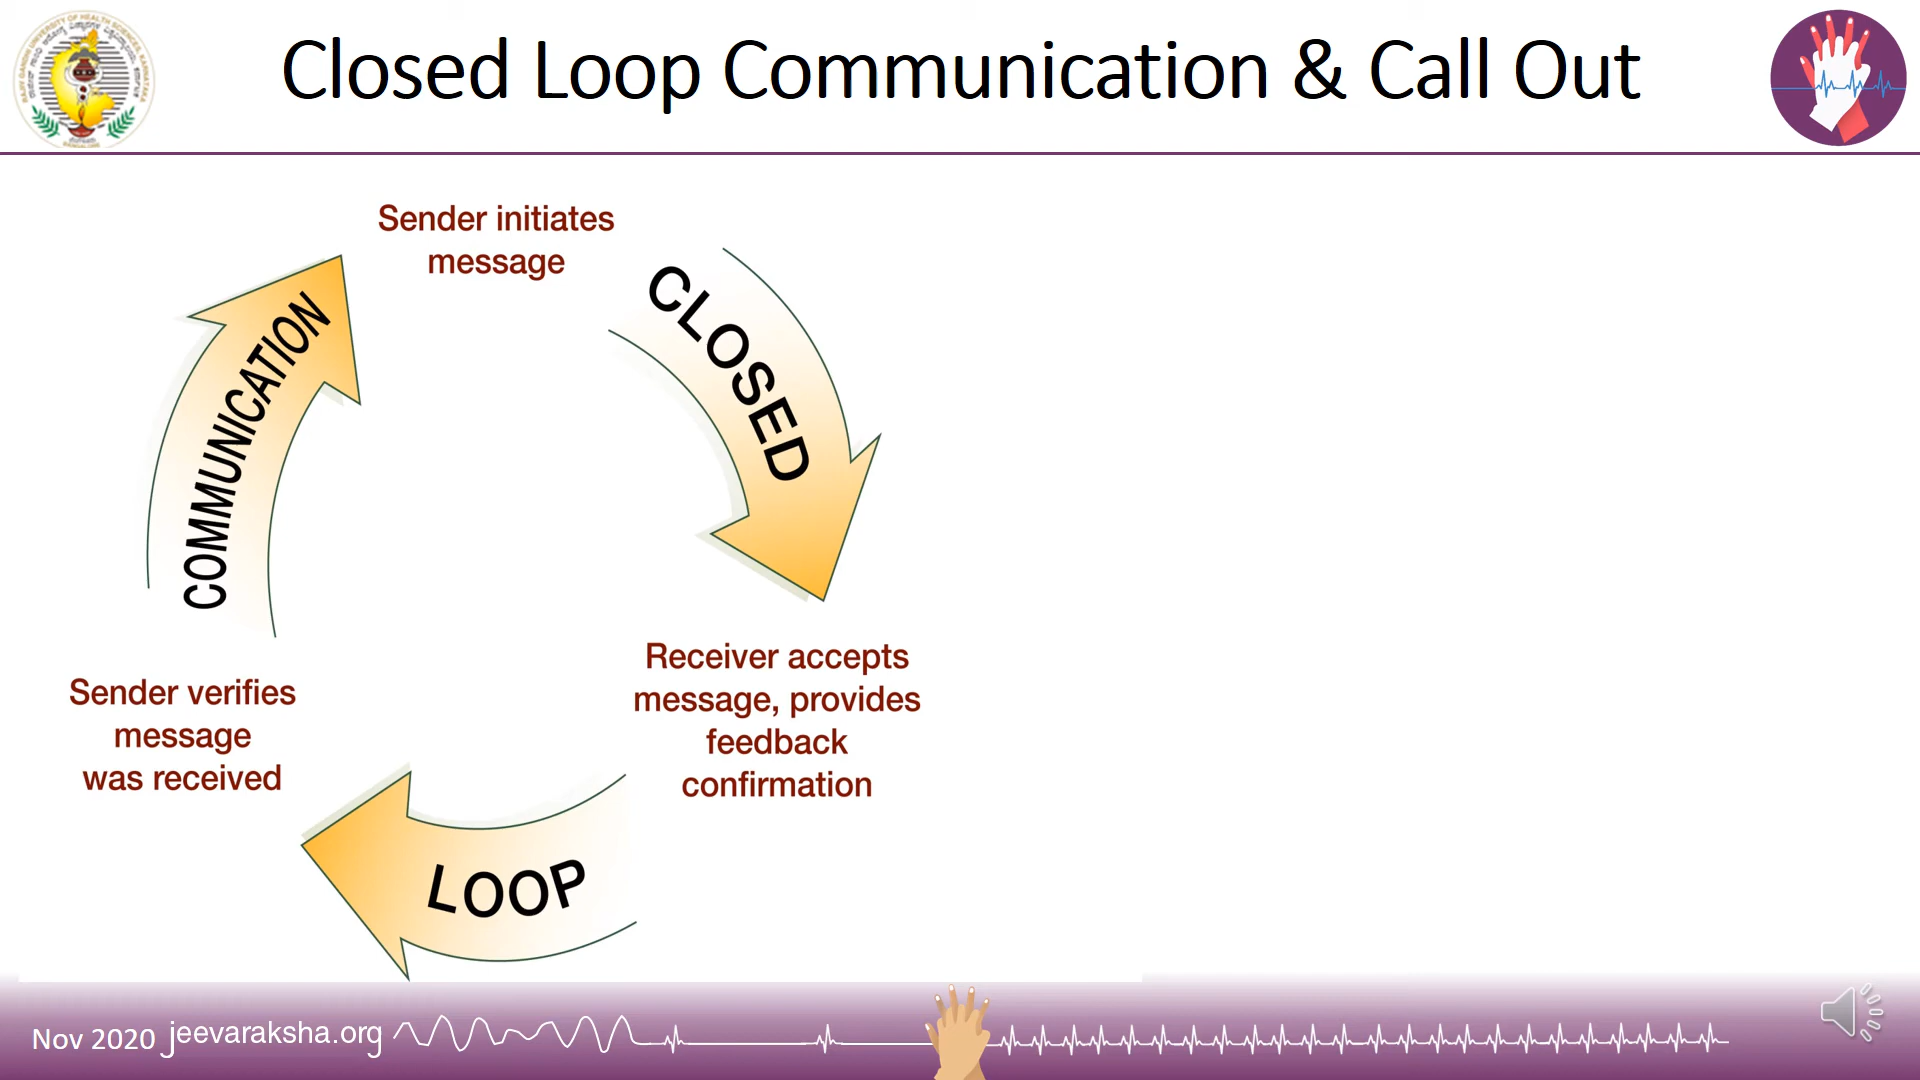 Closed Loop Communication & Call Out
Sender initiates
message
CLOSED
Receiver accepts
message, provides
feedback
confirmation
LOOP
Sender verifies
message
was received
COMMUNICATION
Nov 2020
jeevaraksha.org